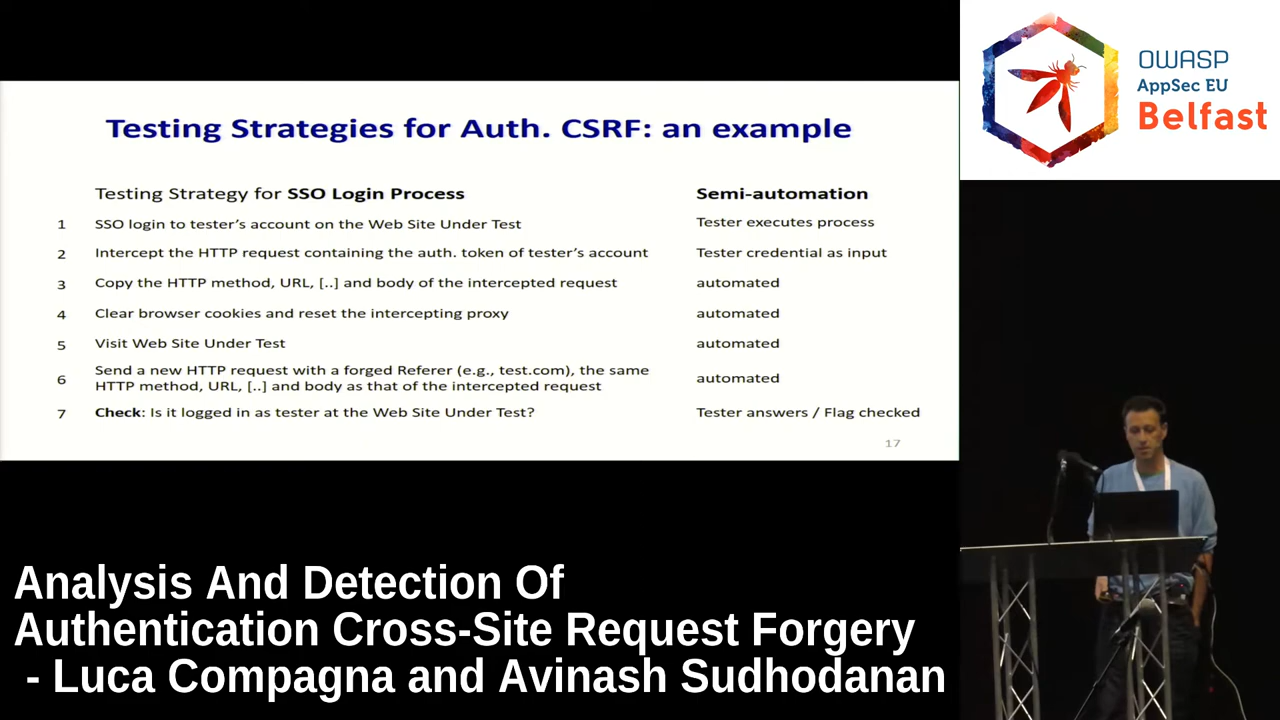 OWASP
AppSec EU
Belfast
Testing Strategies for Auth. CSRF: an example
Testing Strategy for SSO Login Process Semi-automation
1 SSO login to tester's account on the Web Site Under Test Tester executes process
2 Intercept the HTTP request containing the auth. token of tester's account Tester credential as input
3 Copy the HTTP method, URL, [..] and body of the intercepted request automated
4 Clear browser cookies and reset the intercepting proxy automated
5 Visit Web Site Under Test automated
6 Send a new HTTP request with a forged Referer (e.g., test.com), the same
HTTP method, URL, [..] and body as that of the intercepted request automated
7 Check: Is it logged in as tester at the Web Site Under Test? Tester answers / Flag checked
17
Analysis And Detection Of
Authentication Cross-Site Request Forgery
- Luca Compagna and Avinash Sudhodanan